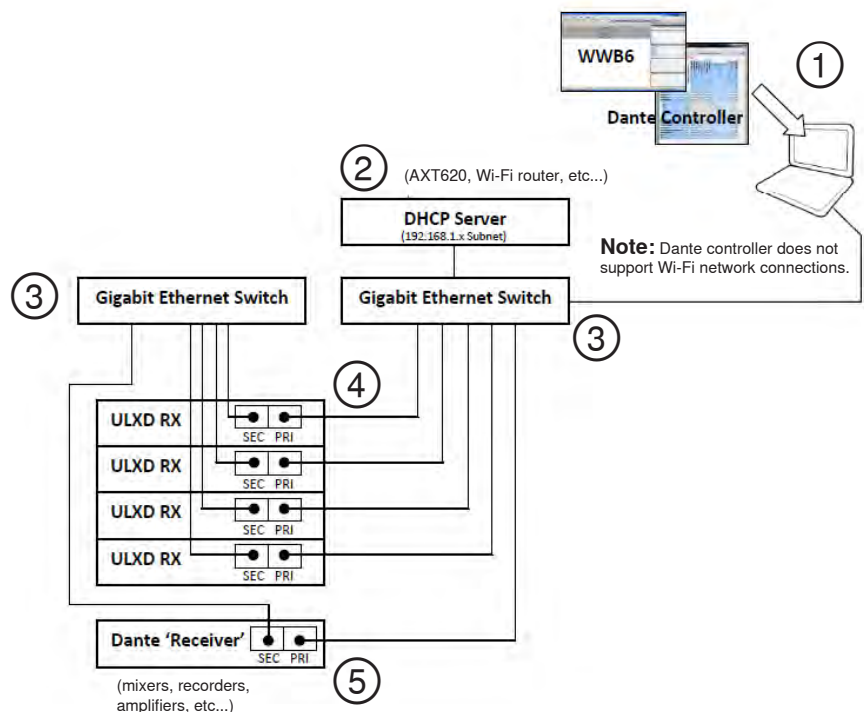 WWB6
Dante Controller
1
2
(AXT620, Wi-Fi router, etc...)
DHCP Server
(192.168.1.x Subnet)
Note: Dante controller does not
support Wi-Fi network connections.
3
Gigabit Ethernet Switch
Gigabit Ethernet Switch
3
4
ULXD RX
SEC PRI
ULXD RX
SEC PRI
ULXD RX
SEC PRI
ULXD RX
SEC PRI
Dante ‘Receiver’
SEC PRI
5
(mixers, recorders,
amplifiers, etc...)